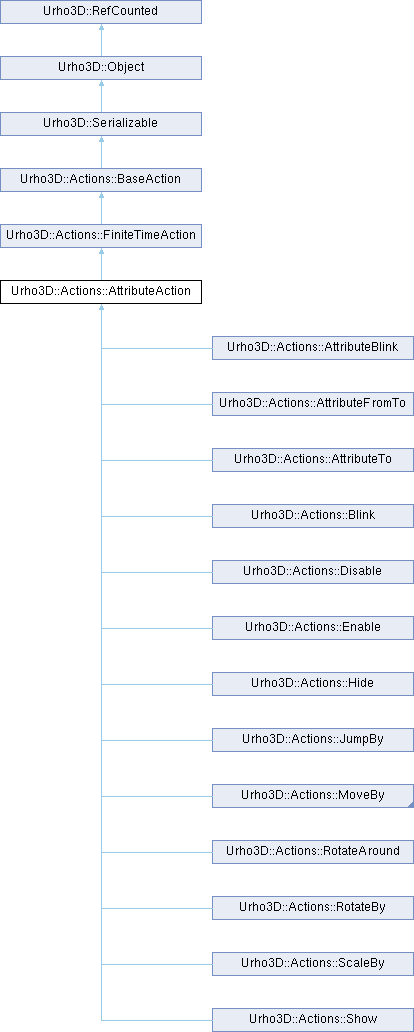 Urho3D::RefCounted
Urho3D::Object
Urho3D::Serializable
Urho3D::Actions::BaseAction
Urho3D::Actions::FiniteTimeAction
Urho3D::Actions::AttributeAction
Urho3D::Actions::AttributeBlink
Urho3D::Actions::AttributeFromTo
Urho3D::Actions::AttributeTo
Urho3D::Actions::Blink
Urho3D::Actions::Disable
Urho3D::Actions::Enable
Urho3D::Actions::Hide
Urho3D::Actions::JumpBy
Urho3D::Actions::MoveBy
Urho3D::Actions::RotateAround
Urho3D::Actions::RotateBy
Urho3D::Actions::ScaleBy
Urho3D::Actions::Show